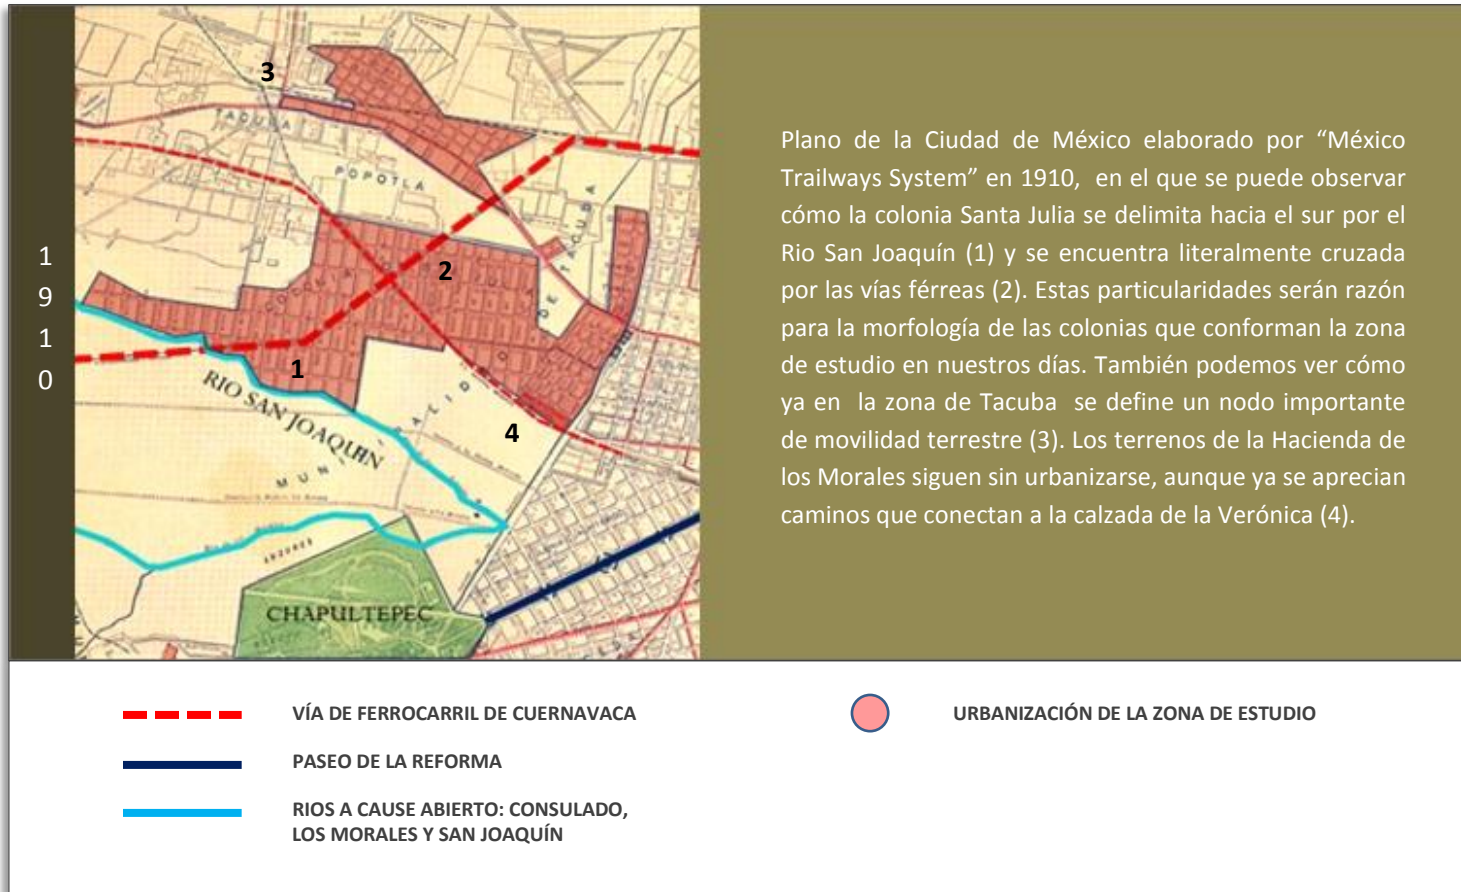 1
9
1
0
3
TACUBA
POPOTLA
2
DE TACUBA
1
RIO SAN JOAQUIN
4
MUNICIPALIDAD
CHAPULTEPEC
Plano de la Ciudad de México elaborado por “México
Trailways System” en 1910, en el que se puede observar
cómo la colonia Santa Julia se delimita hacia el sur por el
Rio San Joaquín (1) y se encuentra literalmente cruzada
por las vías férreas (2). Estas particularidades serán razón
para la morfología de las colonias que conforman la zona
de estudio en nuestros días. También podemos ver cómo
ya en la zona de Tacuba se define un nodo importante
de movilidad terrestre (3). Los terrenos de la Hacienda de
los Morales siguen sin urbanizarse, aunque ya se aprecian
caminos que conectan a la calzada de la Verónica (4).
VÍA DE FERROCARRIL DE CUERNAVACA
PASEO DE LA REFORMA
RIOS A CAUSE ABIERTO: CONSULADO,
LOS MORALES Y SAN JOAQUÍN
URBANIZACIÓN DE LA ZONA DE ESTUDIO